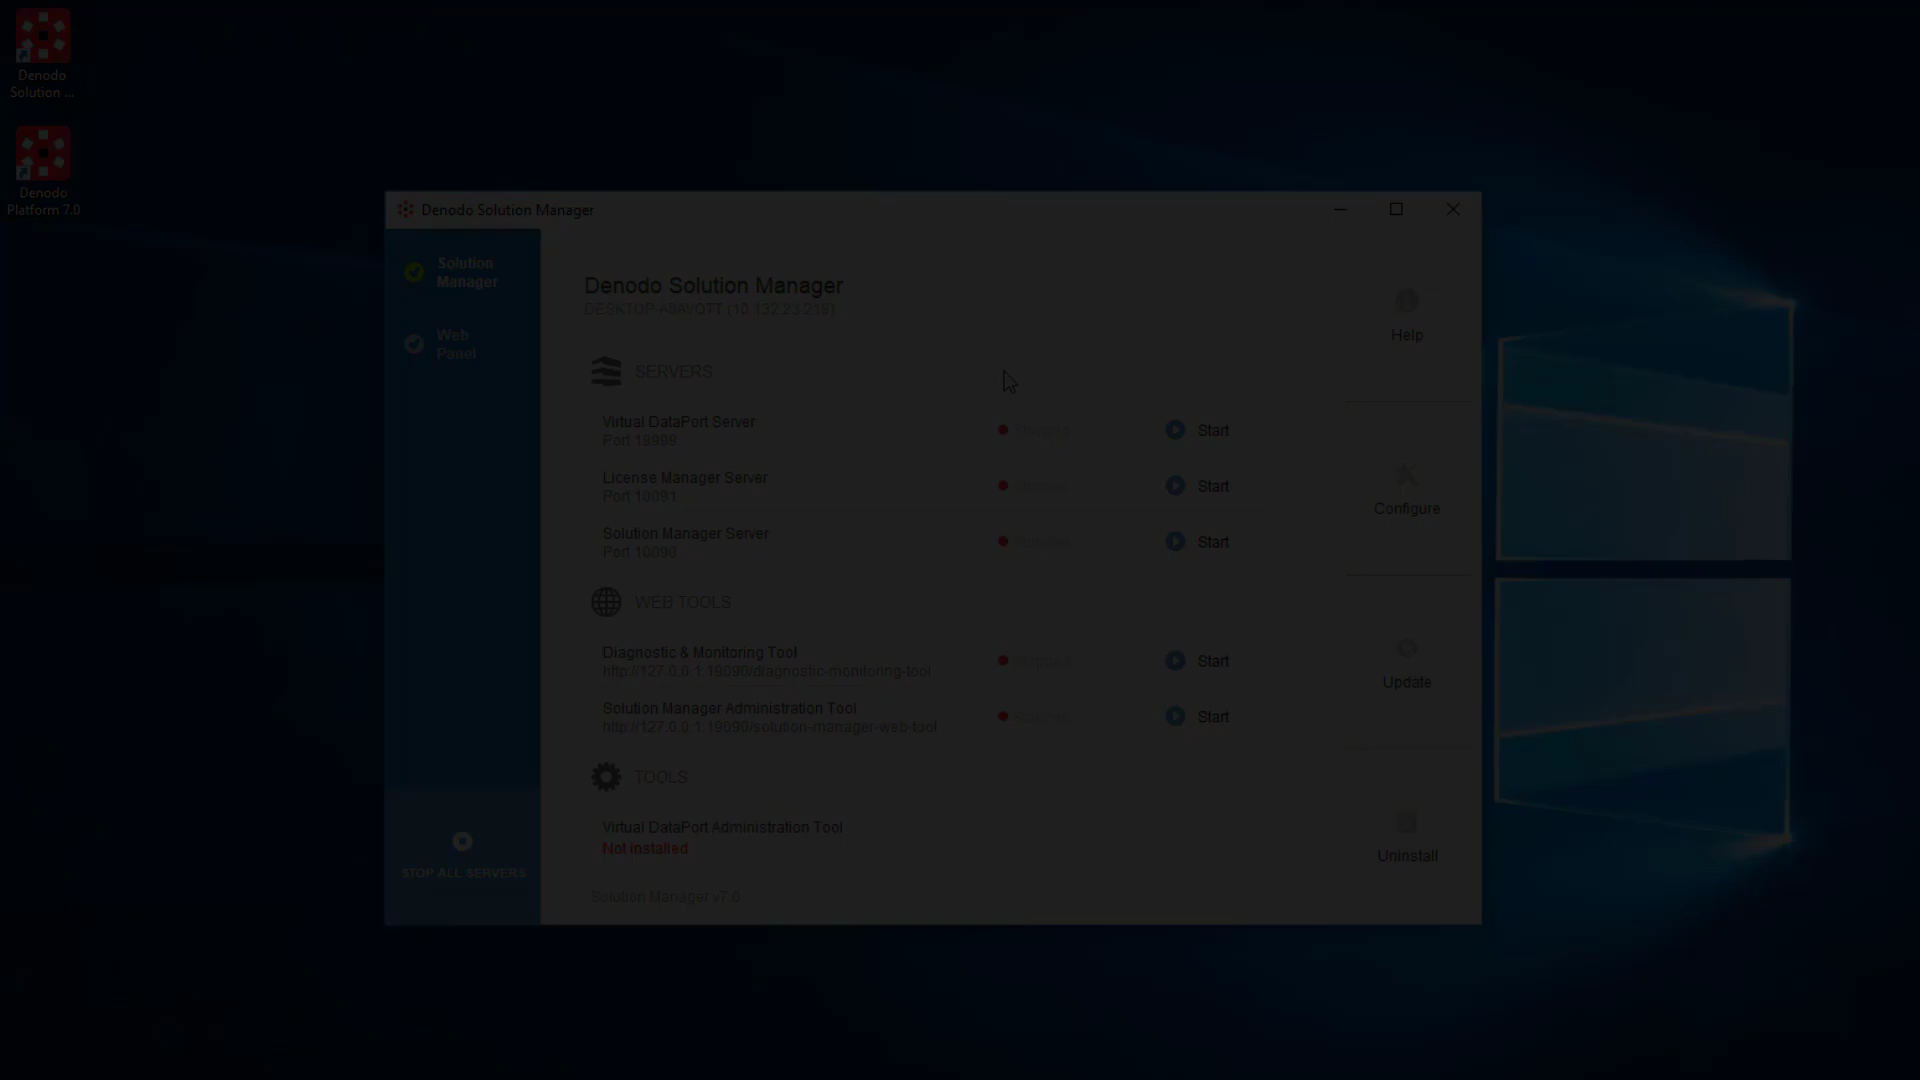 Denodo
Solution ...
Denodo
Platform 7.0
Denodo Solution Manager
Solution
Manager
Web
Panel
STOP ALL SERVERS
Denodo Solution Manager
SERVERS
Virtual DataPort Server
Port 19999
Start
License Manager Server
Port 10091
Start
Solution Manager Server
Port 10090
Start
WEB TOOLS
Diagnostic & Monitoring Tool
http://127.0.0.1:19090/diagnostic-monitoring-tool
Start
Solution Manager Administration Tool
http://127.0.0.1:19090/solution-manager-web-tool
Start
TOOLS
Virtual DataPort Administration Tool
Not installed
Solution Manager v7.0
Help
Configure
Update
Uninstall